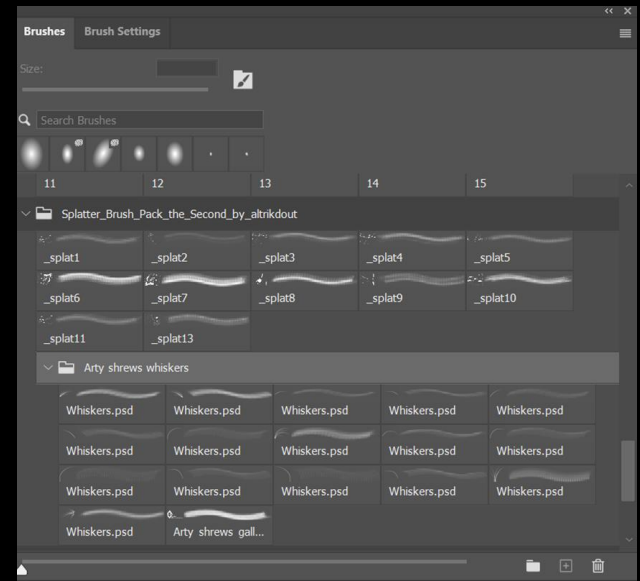 Brushes Brush Settings
Size:
Search Brushes
11 12 13 14 15
Splatter_Brush_Pack_the_Second_by_altrikdout
_splat1 _splat2 _splat3 _splat4 _splat5
_splat6 _splat7 _splat8 _splat9 _splat10
_splat11 _splat13
Arty shrews whiskers
Whiskers.psd Whiskers.psd Whiskers.psd Whiskers.psd Whiskers.psd
Whiskers.psd Whiskers.psd Whiskers.psd Whiskers.psd Whiskers.psd
Whiskers.psd Whiskers.psd Whiskers.psd Whiskers.psd Whiskers.psd
Whiskers.psd Arty shrews gall...